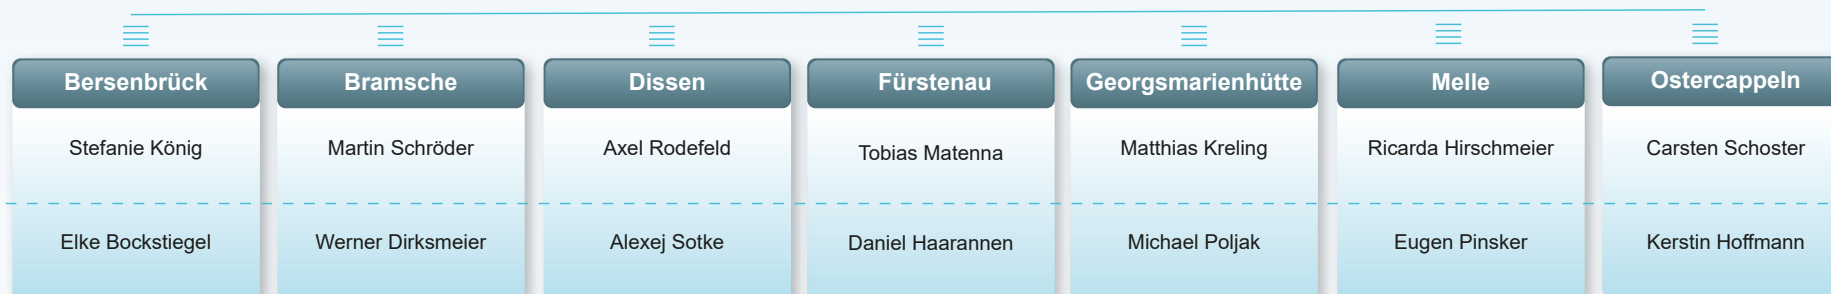 Bersenbrück
Bramsche
Dissen
Fürstenau
Georgsmarienhütte
Melle
Ostercappeln
Stefanie König
Martin Schröder
Axel Rodefeld
Tobias Matenna
Matthias Kreling
Ricarda Hirschmeier
Carsten Schoster
Elke Bockstiegel
Werner Dirksmeier
Alexej Sotke
Daniel Haarannen
Michael Poljak
Eugen Pinsker
Kerstin Hoffmann